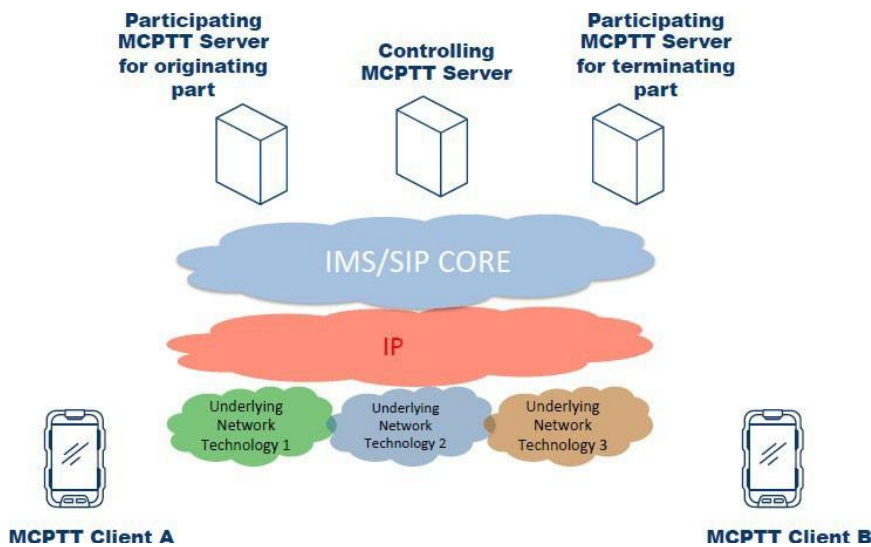 Participating
MCPTT Server
for originating
part
Controlling
MCPTT Server
Participating
MCPTT Server
for terminating
part
IMS/SIP CORE
IP
Underlying
Network
Technology 1
Underlying
Network
Technology 2
Underlying
Network
Technology 3
MCPTT Client A
MCPTT Client B